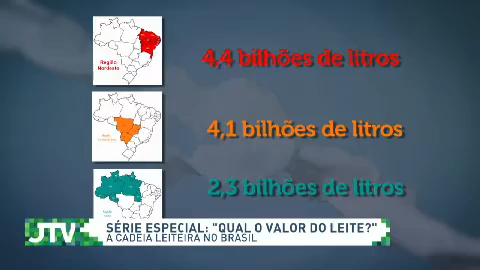 Região
Nordeste
4,4 bilhões de litros
4,1 bilhões de litros
2,3 bilhões de litros
JTV
SÉRIE ESPECIAL: "QUAL O VALOR DO LEITE?"
A CADEIA LEITEIRA NO BRASIL